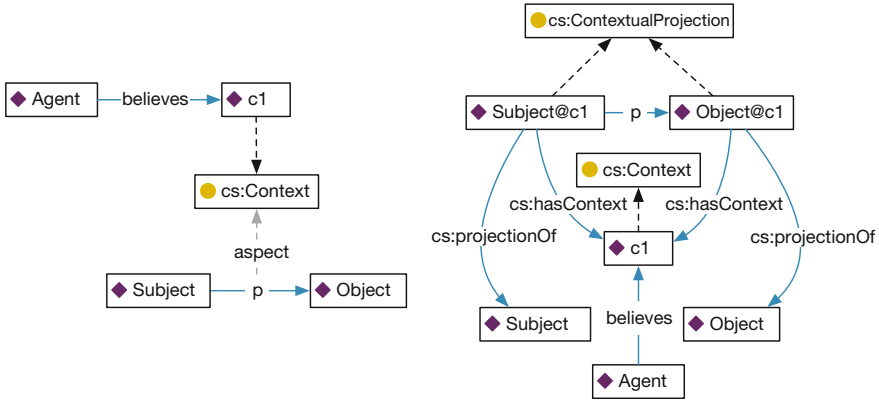 Agent
believes
c1
cs:Context
aspect
Subject
p
Object
cs:ContextualProjection
Subject@c1
p
Object@c1
cs:Context
cs:hasContext
cs:hasContext
cs:projectionOf
cs:projectionOf
c1
Subject
believes
Object
Agent